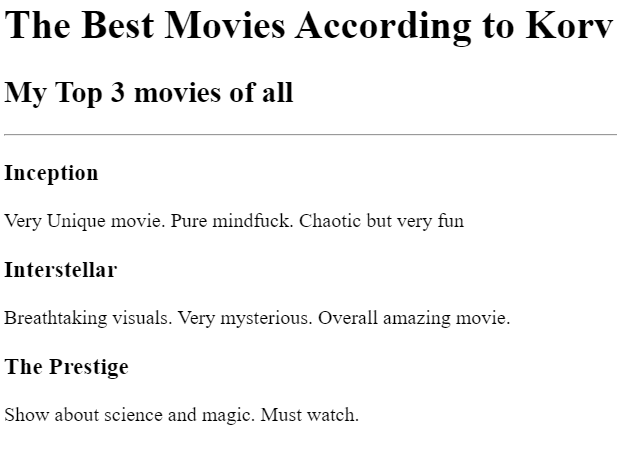 The Best Movies According to Korv
My Top 3 movies of all
Inception
Very Unique movie. Pure mindfuck. Chaotic but very fun
Interstellar
Breathtaking visuals. Very mysterious. Overall amazing movie.
The Prestige
Show about science and magic. Must watch.